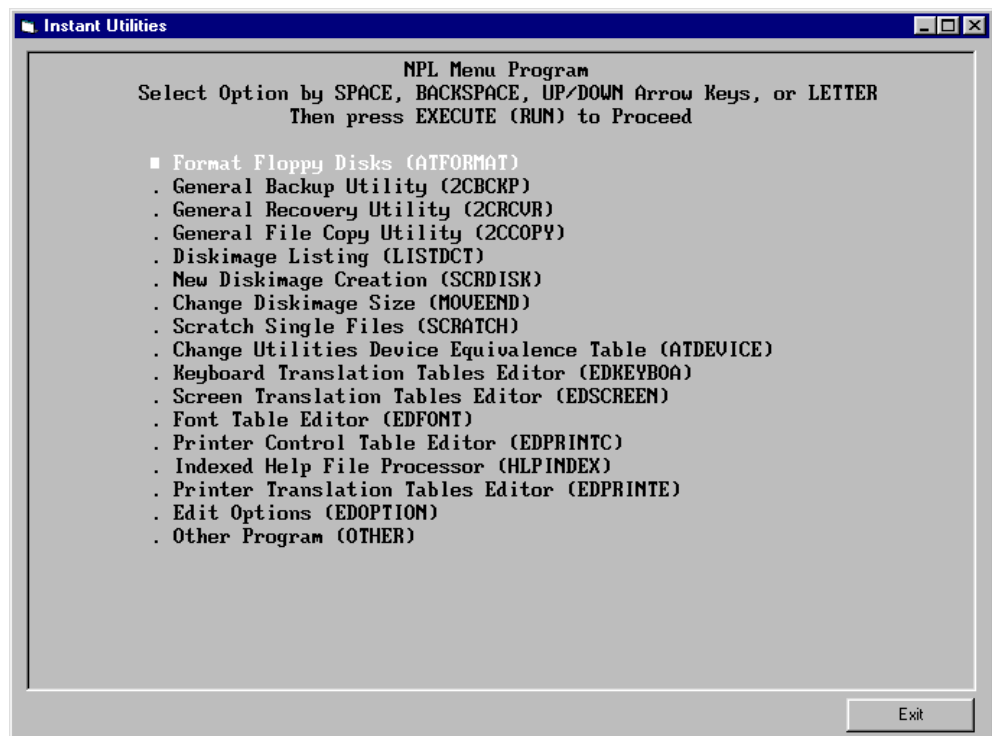 Instant Utilities
NPL Menu Program
Select Option by SPACE, BACKSPACE, UP/DOWN Arrow Keys, or LETTER
Then press EXECUTE (RUN) to Proceed
Format Floppy Disks (ATFORMAT)
. General Backup Utility (2CBCKP)
. General Recovery Utility (2CRCVR)
. General File Copy Utility (2CCOPY)
. Diskimage Listing (LISTDCT)
. New Diskimage Creation (SCRDISK)
. Change Diskimage Size (MOVEEND)
. Scratch Single Files (SCRATCH)
. Change Utilities Device Equivalence Table (ATDEVICE)
. Keyboard Translation Tables Editor (EDKEYBOA)
. Screen Translation Tables Editor (EDSCREEN)
. Font Table Editor (EDFONT)
. Printer Control Table Editor (EDPRINTC)
. Indexed Help File Processor (HLPINDEX)
. Printer Translation Tables Editor (EDPRINTE)
. Edit Options (EDOPTION)
. Other Program (OTHER)
Exit